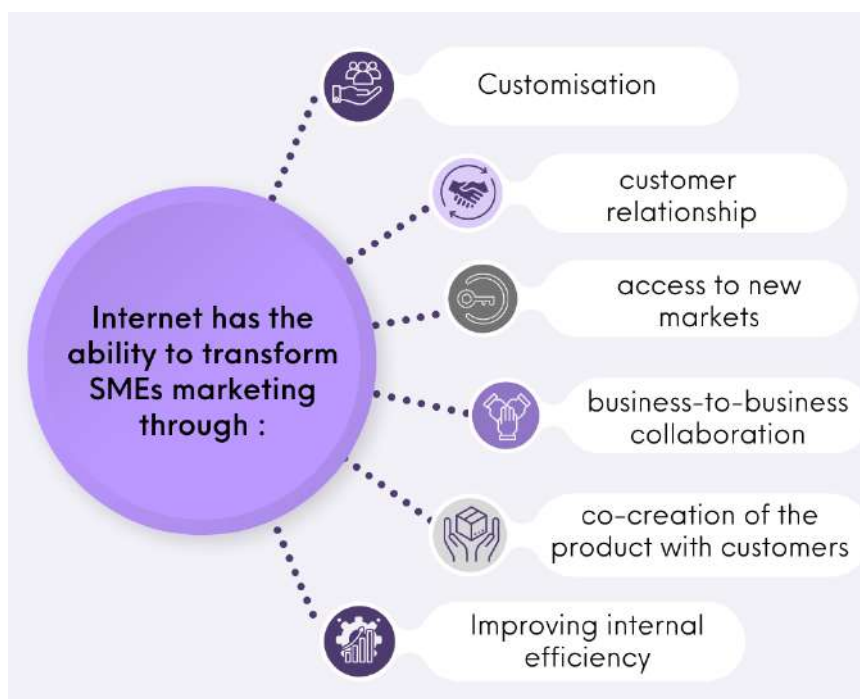 Internet has the
ability to transform
SMEs marketing
through :
Customisation
customer
relationship
access to new
markets
business-to-business
collaboration
co-creation of the
product with customers
Improving internal
efficiency